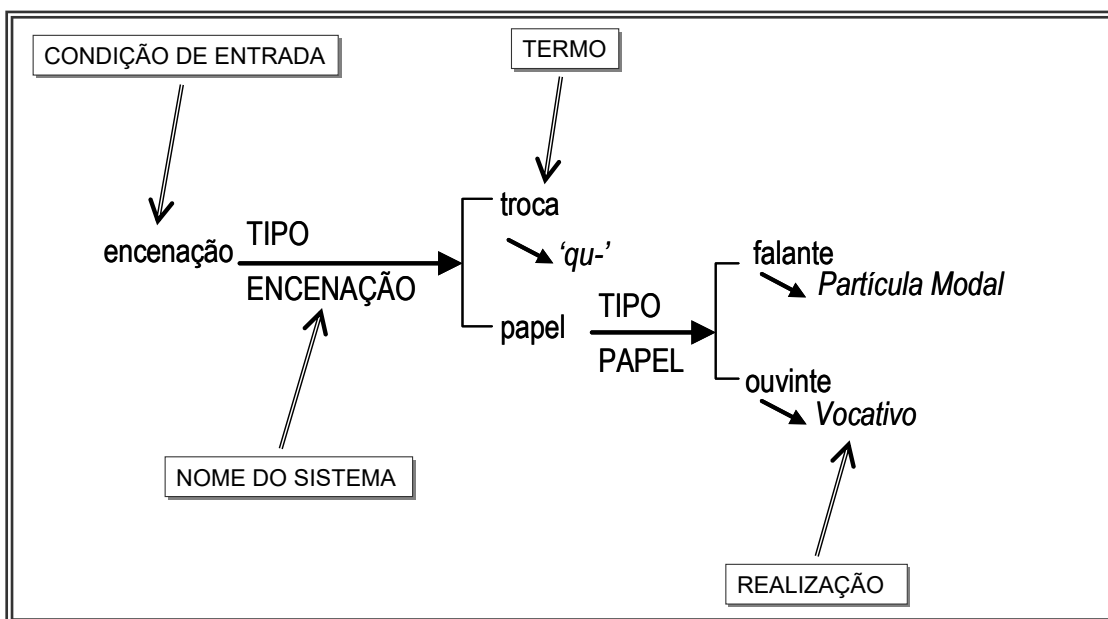 CONDIÇÃO DE ENTRADA
TERMO
encenação
TIPO
ENCENAÇÃO
troca
'qu-'
papel
TIPO
PAPEL
falante
Partícula Modal
ouvinte
Vocativo
NOME DO SISTEMA
REALIZAÇÃO